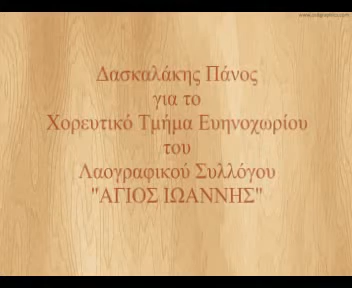 Δασκαλάκης Πάνος
για το
Χορευτικό Τμήμα Ευηνοχωρίου
του
Λαογραφικού Συλλόγου
"ΑΓΙΟΣ ΙΩΑΝΝΗΣ"